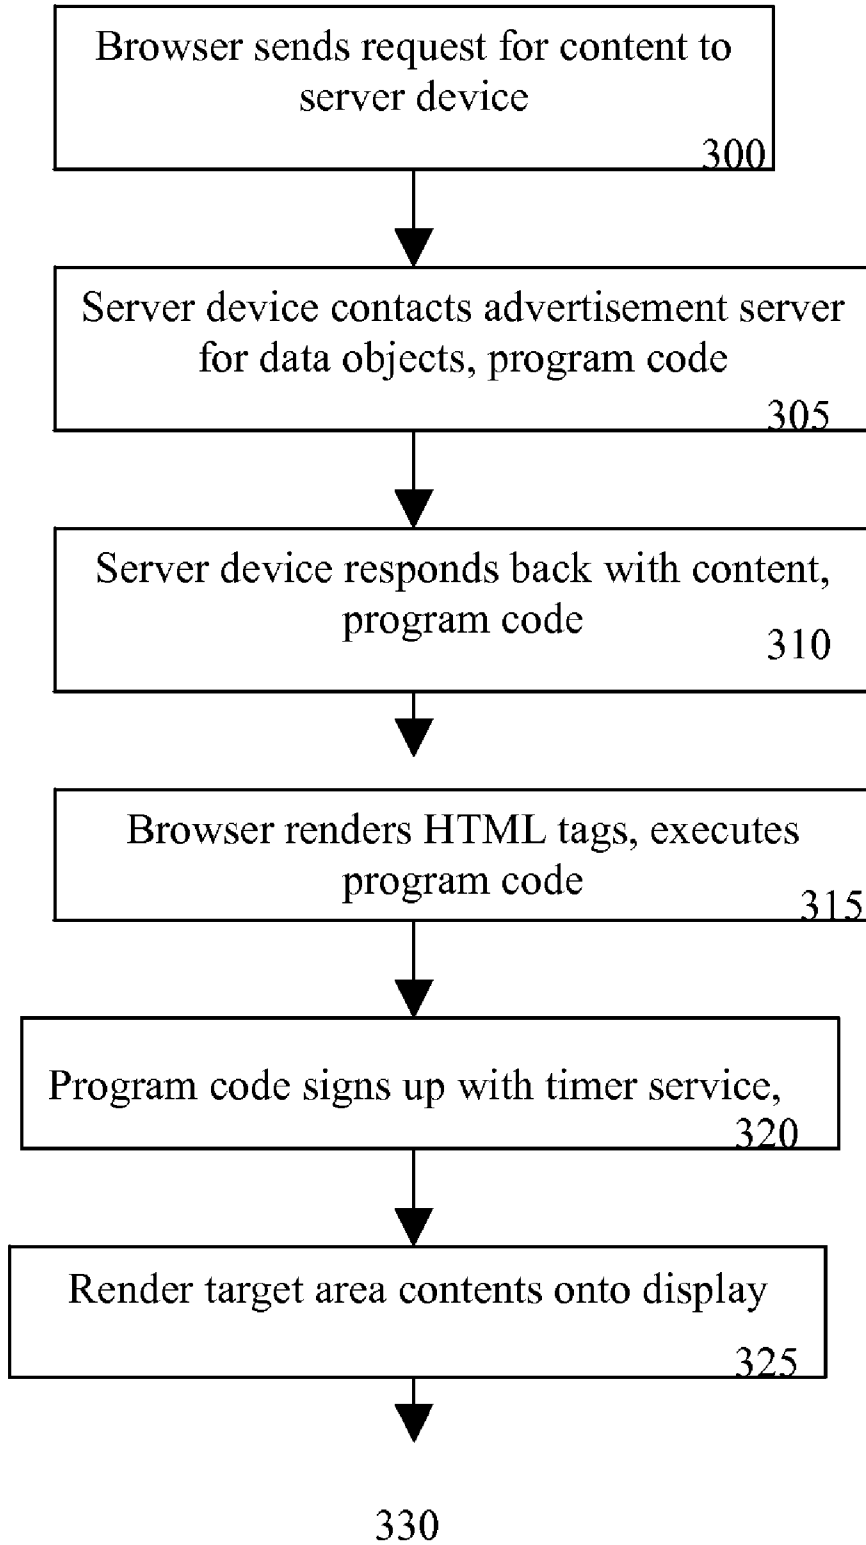 Browser sends request for content to
server device
300
Server device contacts advertisement server
for data objects, program code
305
Server device responds back with content,
program code
310
Browser renders HTML tags, executes
program code
315
Program code signs up with timer service,
320
Render target area contents onto display
325
330